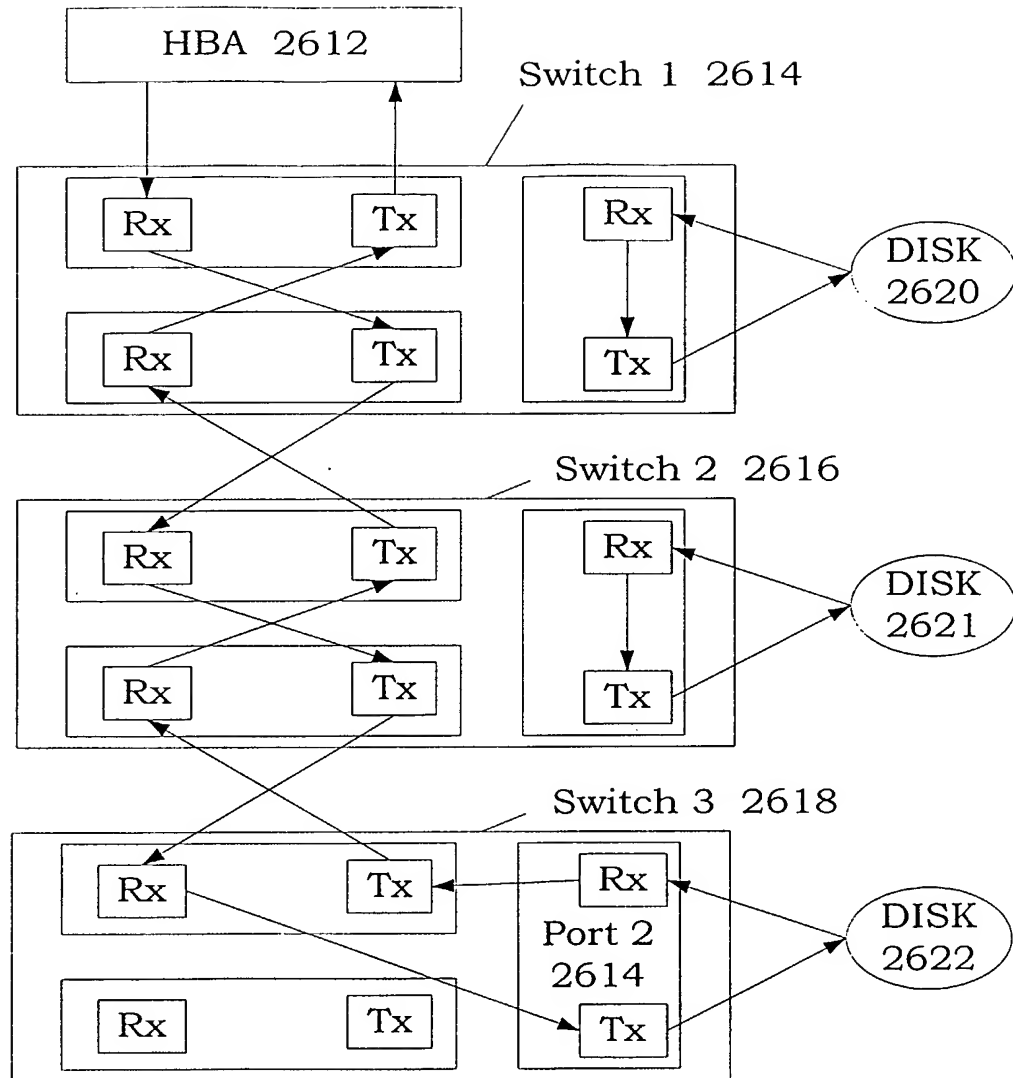 HBA 2612
Switch 1 2614
Rx
Tx
Rx
DISK
2620
Rx
Tx
Tx
Switch 2 2616
Rx
Tx
Rx
DISK
2621
Rx
Tx
Tx
Switch 3 2618
Rx
Tx
Rx
Port 2
2614
DISK
2622
Rx
Tx
Tx